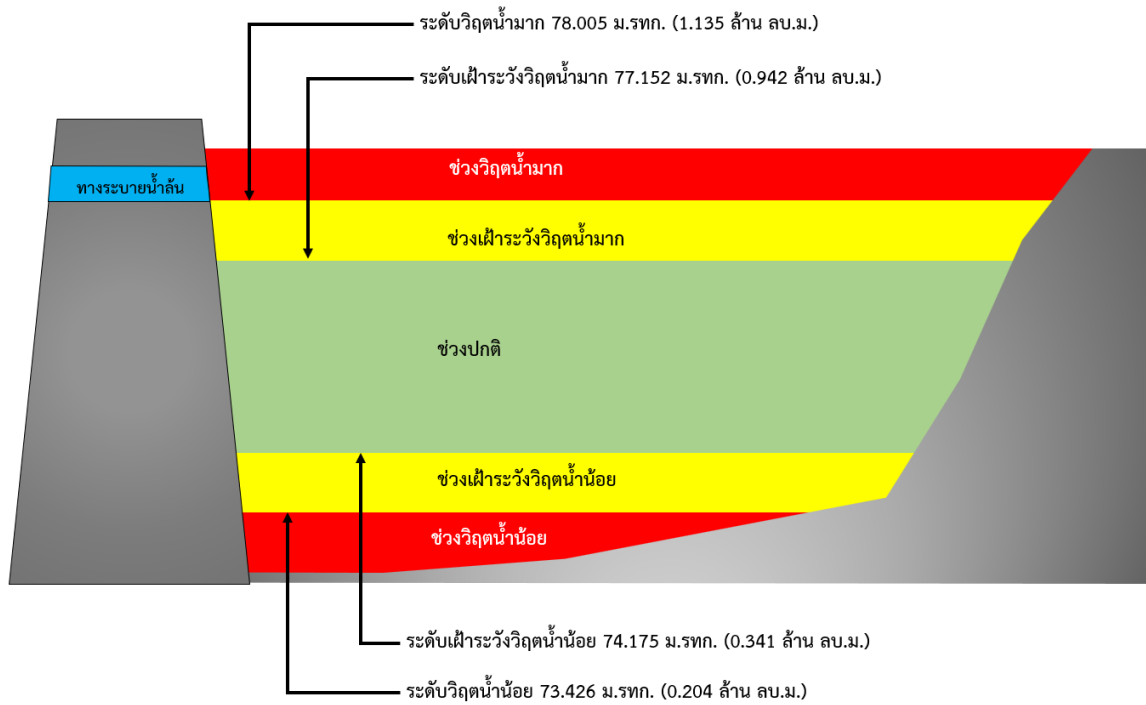 ระดับวิฤตน้ำมาก 78.005 ม.รทก. (1.135 ล้าน ลบ.ม.)
ระดับเฝ้าระวังวิฤตน้ำมาก 77.152 ม.รทก. (0.942 ล้าน ลบ.ม.)
ช่วงวิฤตน้ำมาก
ทางระบายน้ำล้น
ช่วงเฝ้าระวังวิฤตน้ำมาก
ช่วงปกติ
ช่วงเฝ้าระวังวิฤตน้ำน้อย
ช่วงวิฤตน้ำน้อย
ระดับเฝ้าระวังวิฤตน้ำน้อย 74.175 ม.รทก. (0.341 ล้าน ลบ.ม.)
ระดับวิฤตน้ำน้อย 73.426 ม.รทก. (0.204 ล้าน ลบ.ม.)